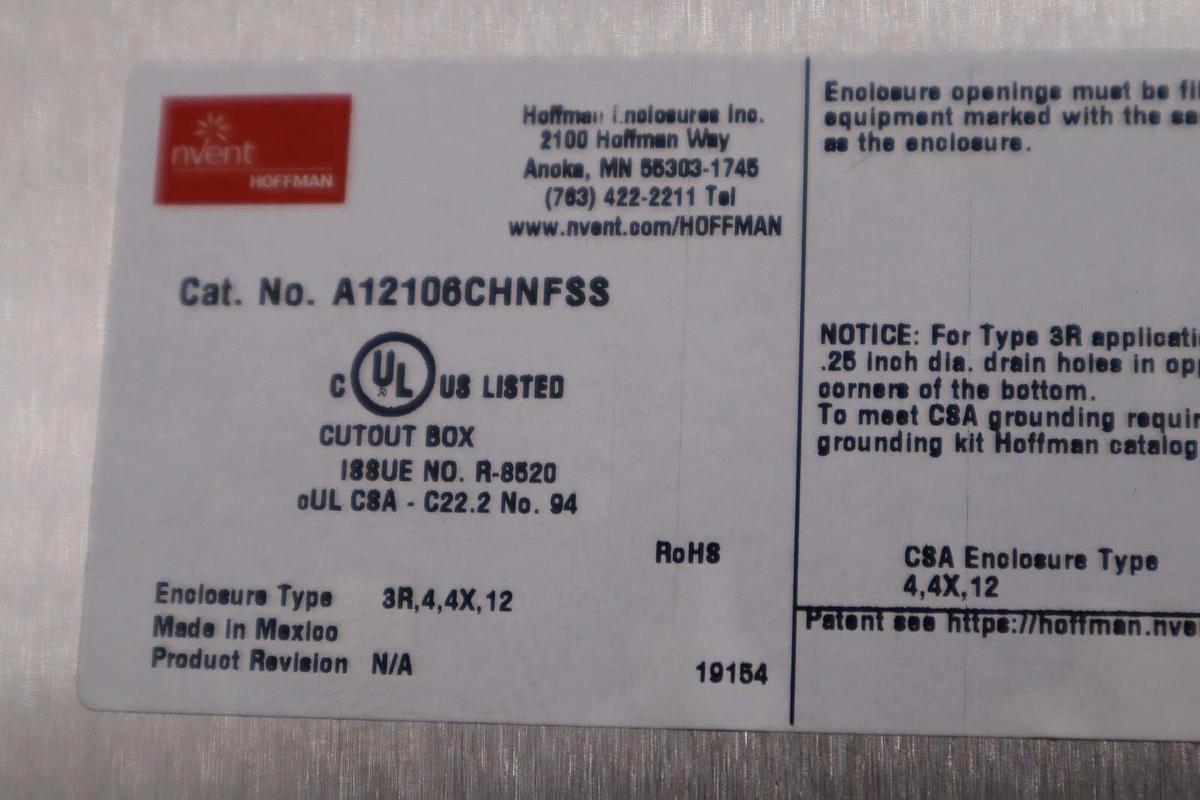 nvent
HOFFMAN
Hoffman Enclosures Inc.
2100 Hoffman Way
Anoka, MN 55303-1745
(763) 422-2211 Tel
www.nvent.com/HOFFMAN
Cat. No. A12106CHNFSS
C UL US LISTED
CUTOUT BOX
ISSUE NO. R-8520
cUL CSA - C22.2 No. 94
RoHS
Enclosure Type 3R,4,4X,12
Made in Mexico
Product Revision N/A
19154
Enclosure openings must be
equipment marked with the
as the enclosure.
NOTICE: For Type 3R
.25 inch dia. drain holes in
corners of the bottom.
To meet CSA grounding
grounding kit Hoffman catalog
CSA Enclosure Type
4,4X,12
Patent see https://hoffman.nve